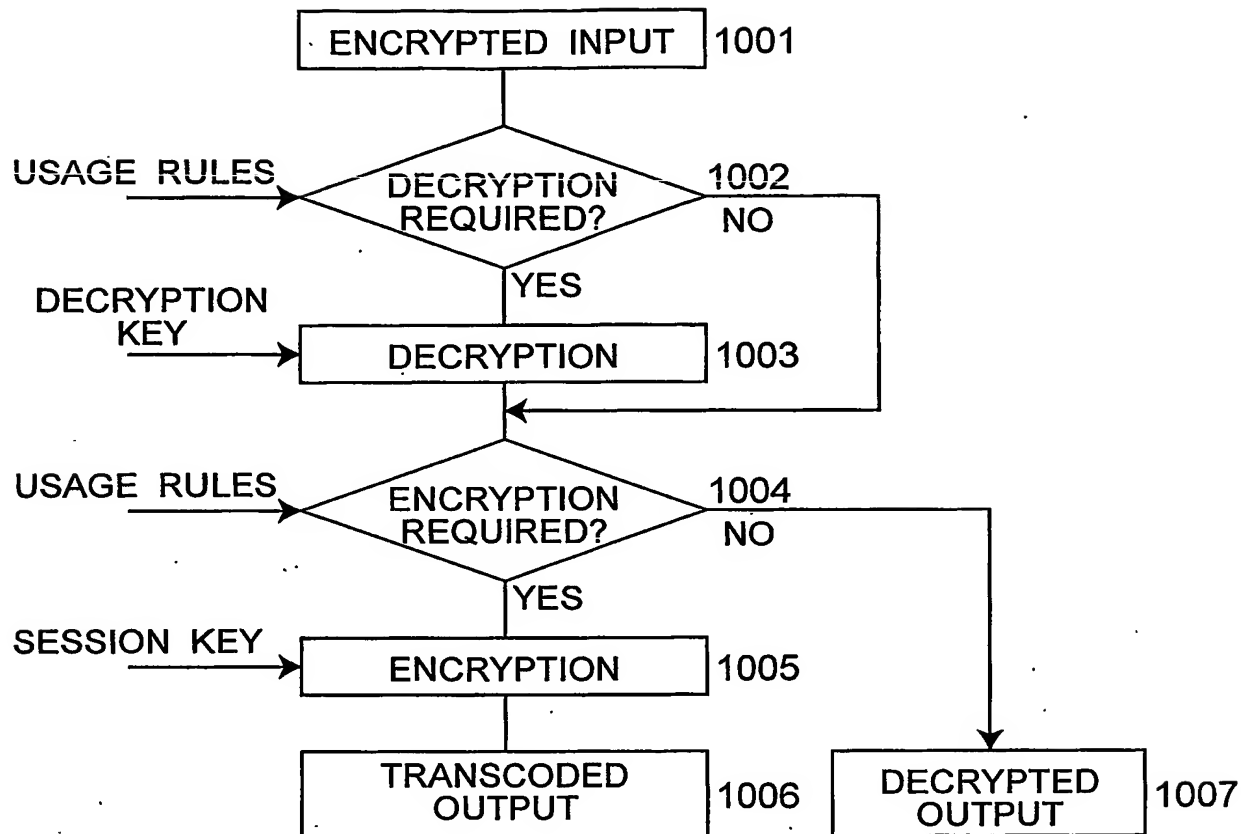 ENCRYPTED INPUT 1001
USAGE RULES
DECRYPTION
REQUIRED?
1002
NO
YES
DECRYPTION
KEY
DECRYPTION 1003
USAGE RULES
ENCRYPTION
REQUIRED?
1004
NO
YES
SESSION KEY
ENCRYPTION 1005
TRANSCODED
OUTPUT
1006
DECRYPTED
OUTPUT
1007